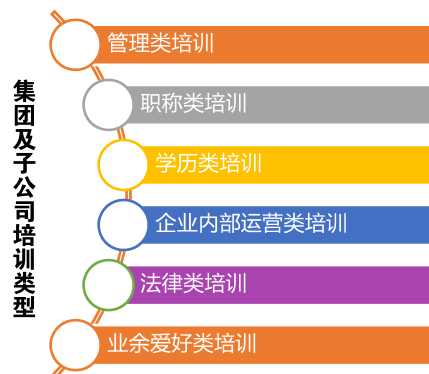 集团及子公司培训类型
管理类培训
职称类培训
学历类培训
企业内部运营类培训
法律类培训
业余爱好类培训